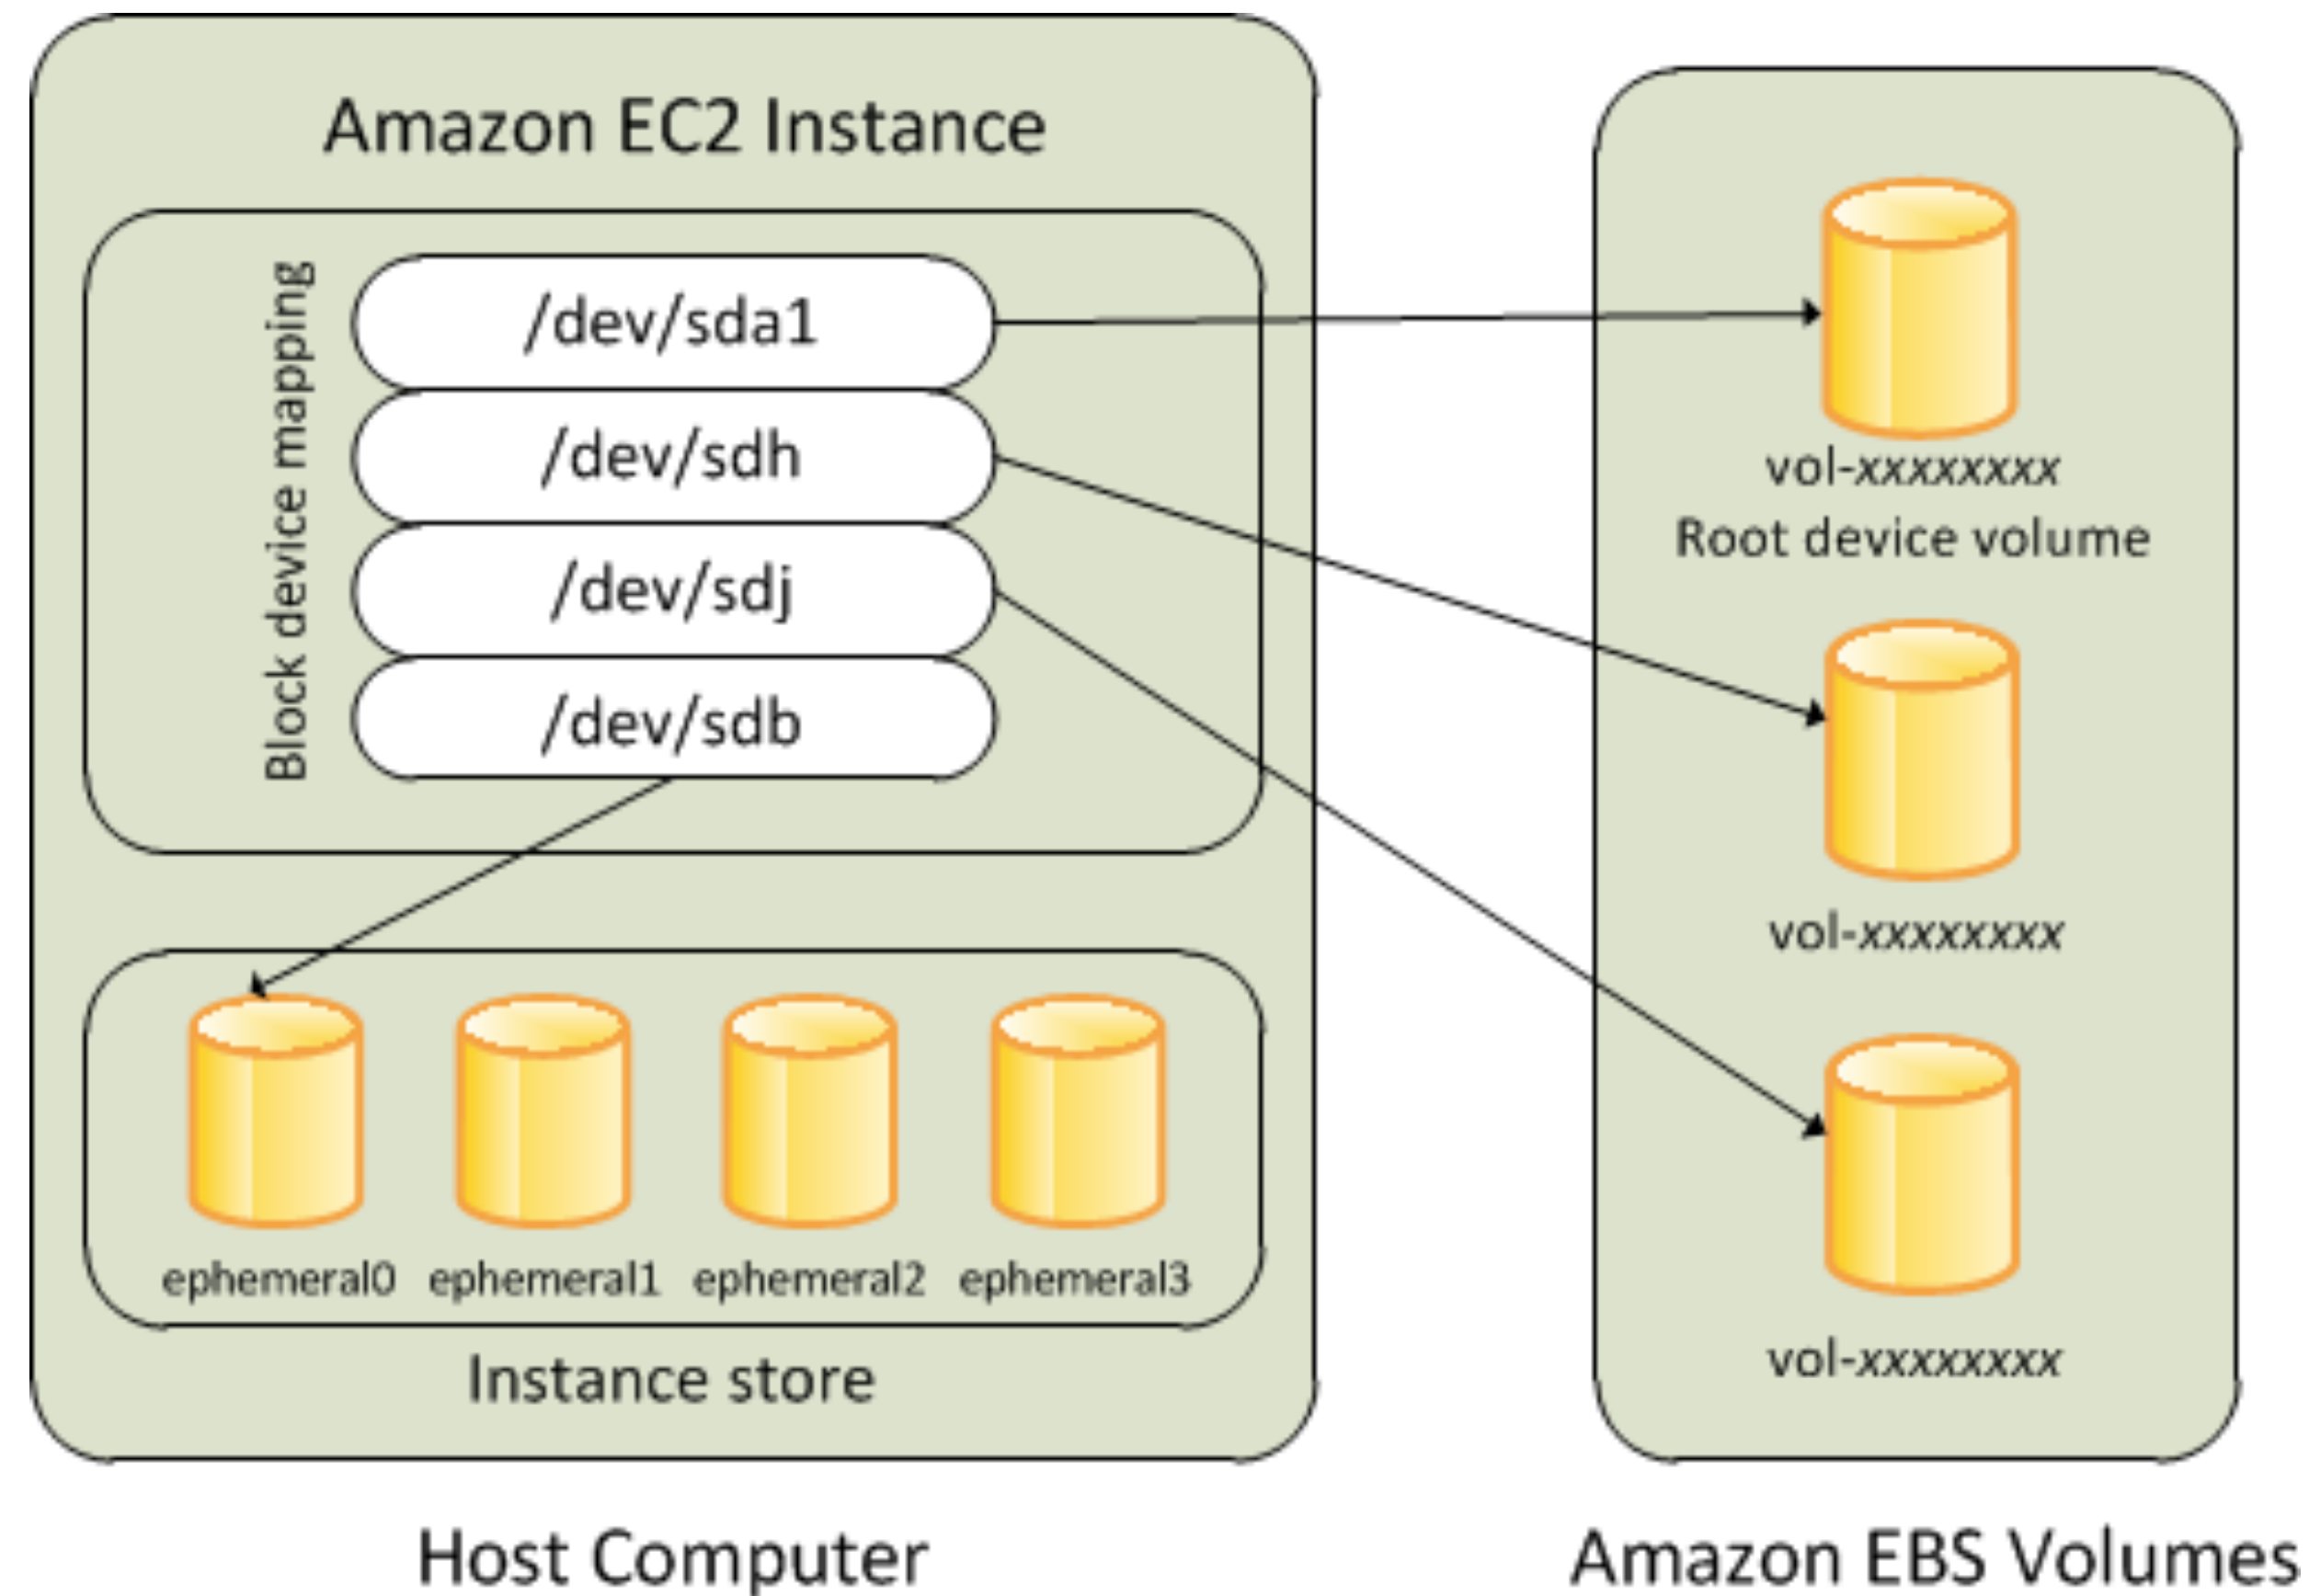 Amazon EC2 Instance
Block device mapping
/dev/sda1
/dev/sdh
/dev/sdj
/dev/sdb
ephemeral0 ephemeral1 ephemeral2 ephemeral3
Instance store
Host Computer
vol-xxxxxxxx
Root device volume
vol-xxxxxxxx
vol-xxxxxxxx
Amazon EBS Volumes